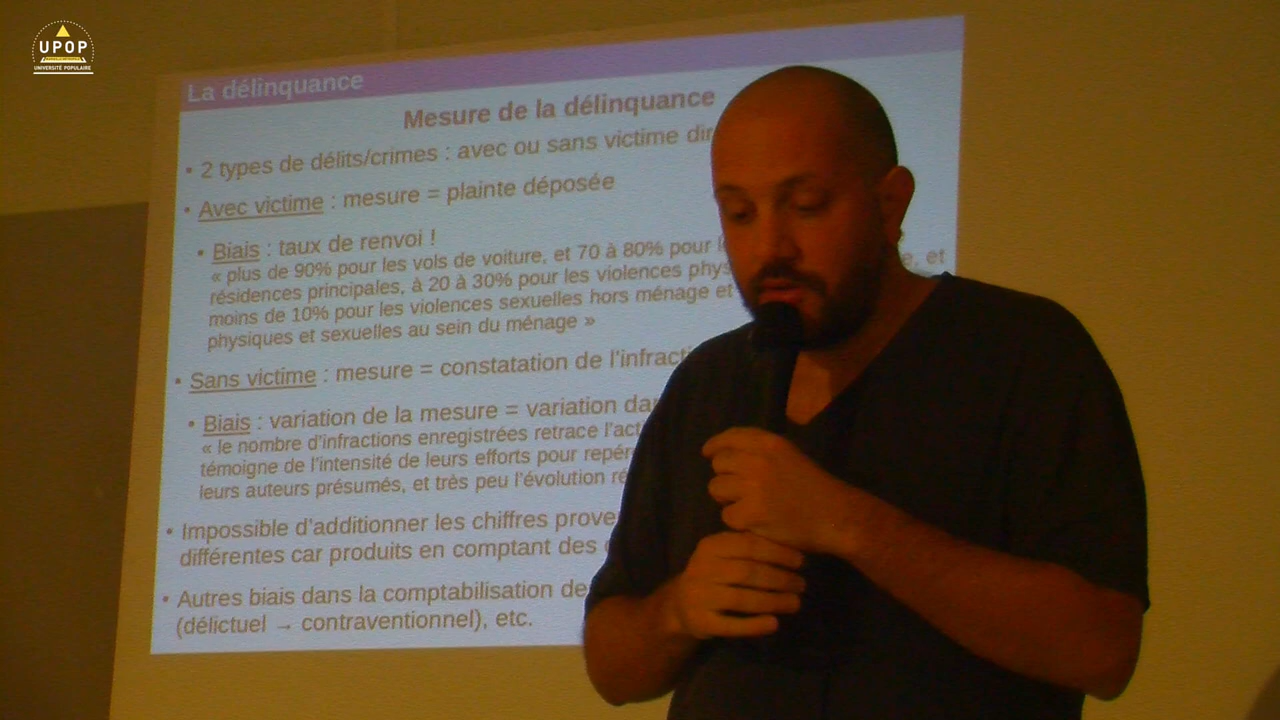 UPOP
UNIVERSITÉ POPULAIRE
La délinquance
Mesure de la délinquance
• 2 types de délits/crimes : avec ou sans victime
• Avec victime : mesure = plainte déposée
• Biais : taux de renvoi !
« plus de 90% pour les vols de voiture, et 70 à 80% pour
résidences principales, à 20 à 30% pour les violences et
moins de 10% pour les violences sexuelles hors ménage et
physiques et sexuelles au sein du ménage »
• Sans victime : mesure = constatation de
• Biais : variation de la mesure = variation
« le nombre d'infractions enregistrées retrace
témoigne de l'intensité de leurs efforts pour
leurs auteurs présumés, et très peu l'évolution
• Impossible d'additionner les chiffres
différentes car produits en comptant des
• Autres biais dans la comptabilisation
(délictuel → contraventionnel), etc.